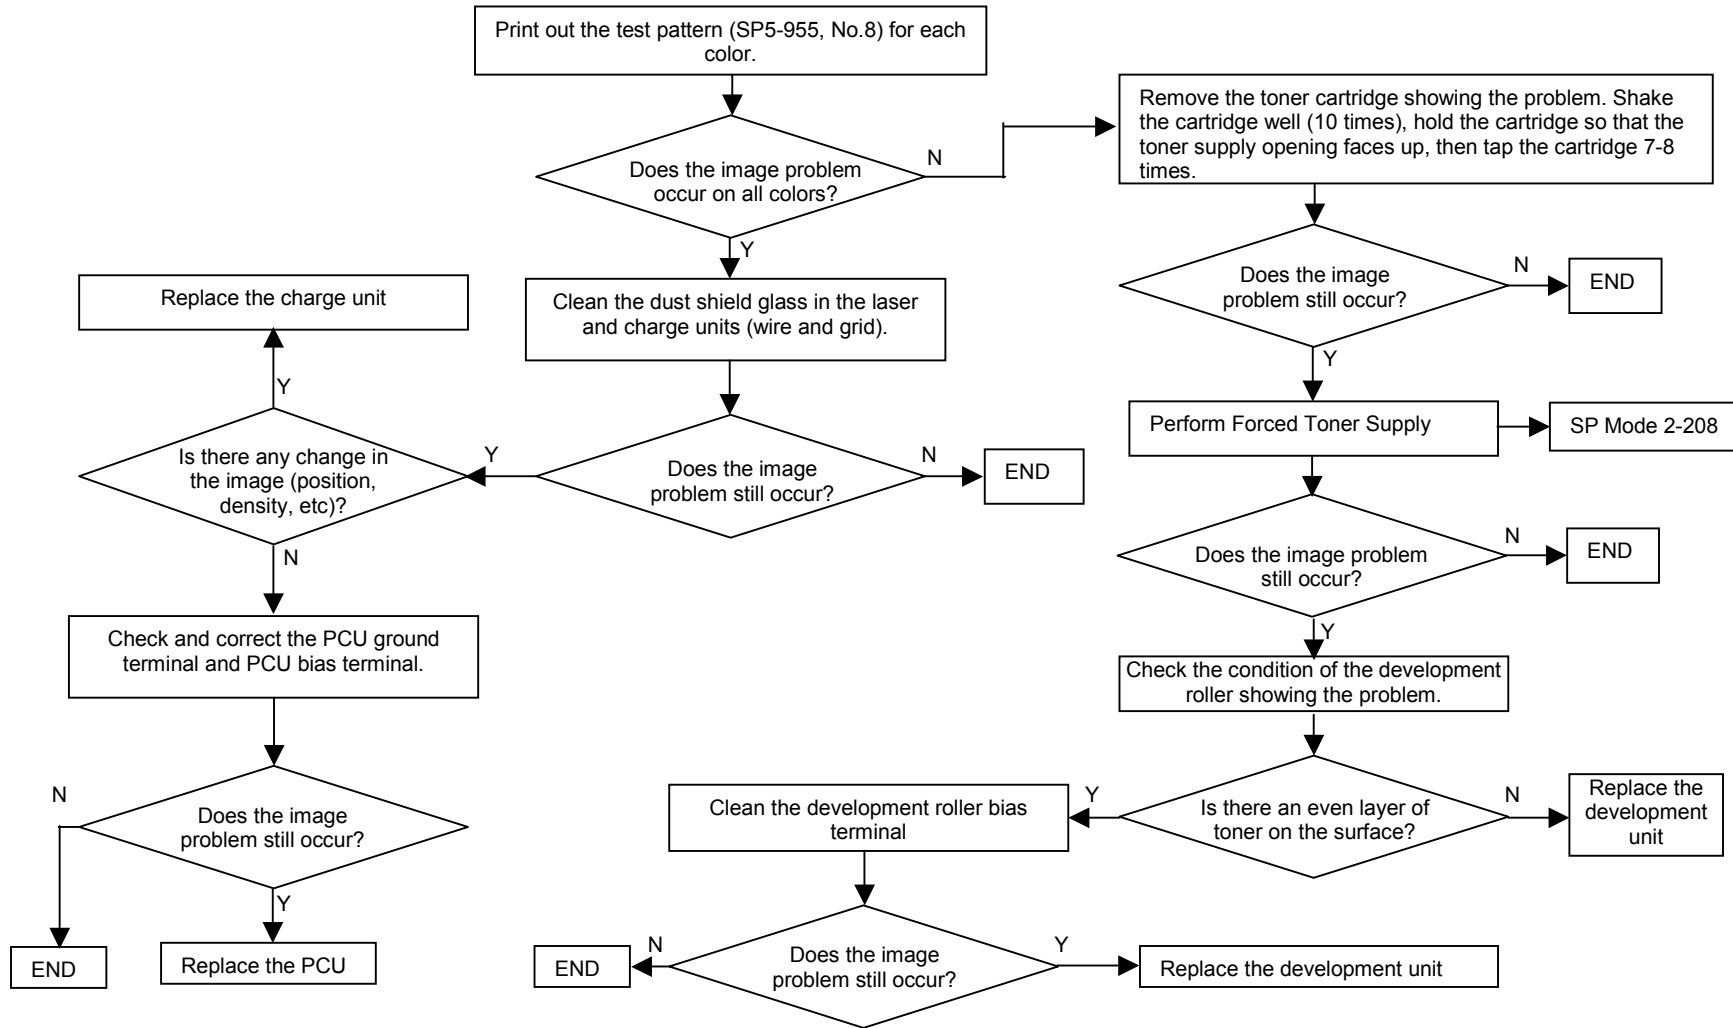 Print out the test pattern (SP5-955, No.8) for each
color.
Does the image problem
occur on all colors?
N
Y
Remove the toner cartridge showing the problem. Shake
the cartridge well (10 times), hold the cartridge so that the
toner supply opening faces up, then tap the cartridge 7-8
times.
Does the image
problem still occur?
N
END
Y
Perform Forced Toner Supply
SP Mode 2-208
Does the image problem
still occur?
N
END
Y
Check the condition of the development
roller showing the problem.
Is there an even layer of
toner on the surface?
N
Replace the
development
unit
Y
Clean the development roller bias
terminal
Does the image
problem still occur?
N
END
Y
Replace the development unit
Clean the dust shield glass in the laser
and charge units (wire and grid).
Does the image
problem still occur?
N
END
Y
Is there any change in
the image (position,
density, etc)?
Y
Replace the charge unit
N
Check and correct the PCU ground
terminal and PCU bias terminal.
Does the image
problem still occur?
N
END
Y
Replace the PCU